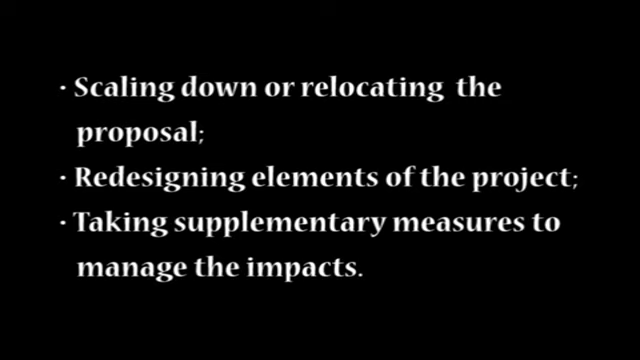 · Scaling down or relocating the
proposal;
· Redesigning elements of the project;
· Taking supplementary measures to
manage the impacts.